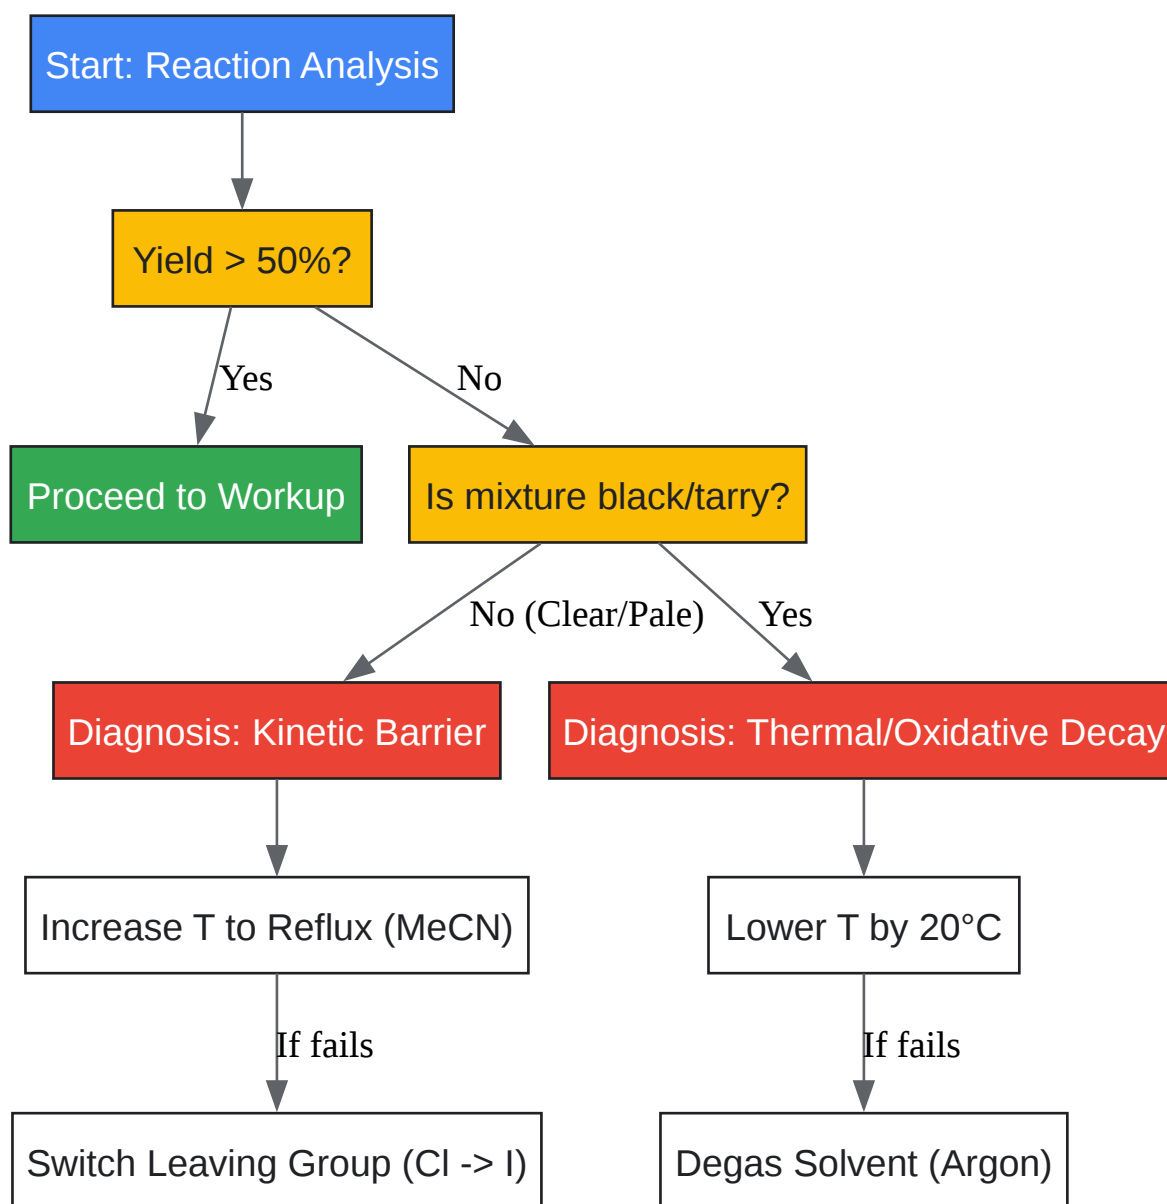 Start: Reaction Analysis
Yield > 50%?
Yes
No
Proceed to Workup
Is mixture black/tarry?
No (Clear/Pale)
Yes
Diagnosis: Kinetic Barrier
Diagnosis: Thermal/Oxidative Decay
Increase T to Reflux (MeCN)
Lower T by 20°C
If fails
If fails
Switch Leaving Group (Cl -> I)
Degas Solvent (Argon)